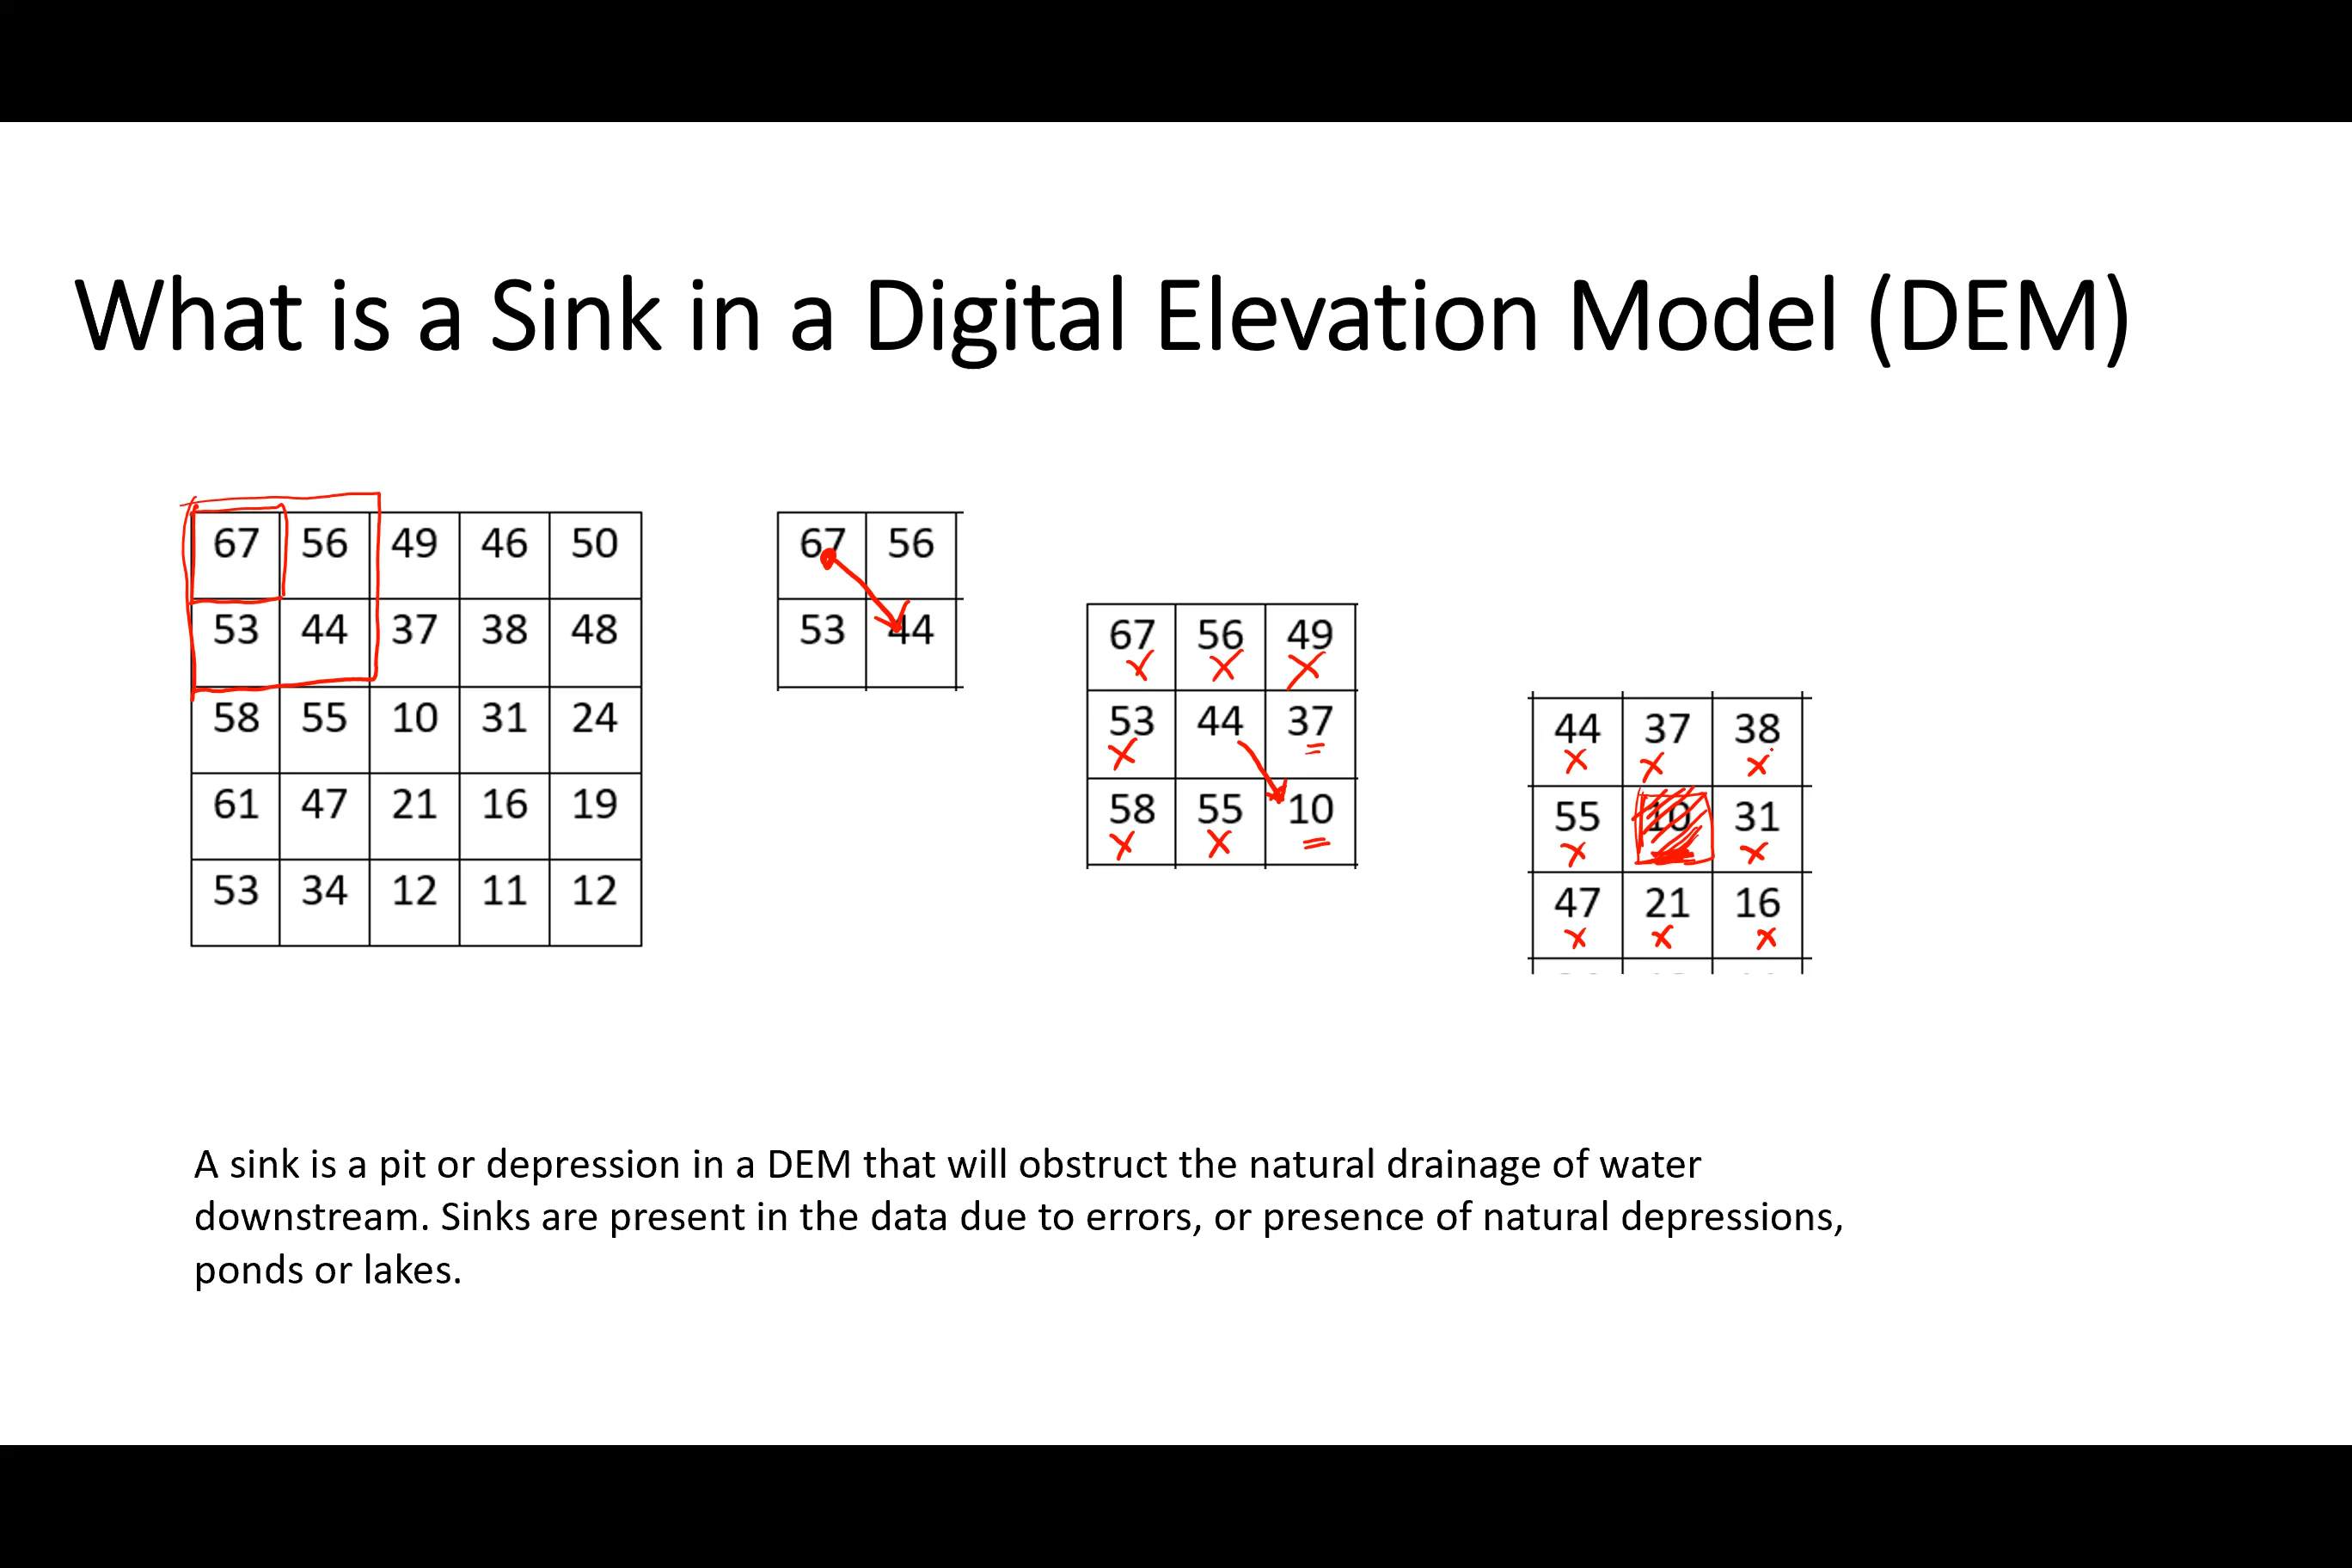 What is a Sink in a Digital Elevation Model (DEM)
67 56 49 46 50
53 44 37 38 48
58 55 10 31 24
61 47 21 16 19
53 34 12 11 12
67 56
53 44
67 56 49
53 44 37
58 55 10
44 37 38
55 10 31
47 21 16
A sink is a pit or depression in a DEM that will obstruct the natural drainage of water
downstream. Sinks are present in the data due to errors, or presence of natural depressions,
ponds or lakes.